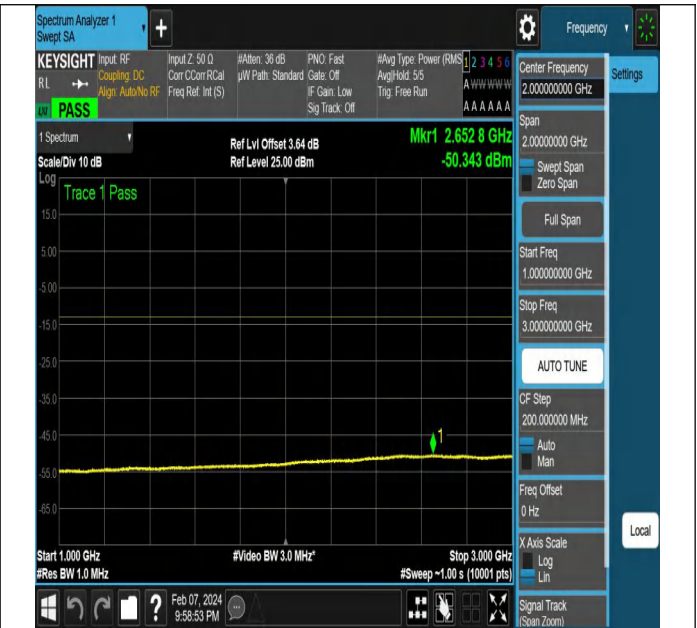 Spectrum Analyzer 1
Swept SA
Frequency
KEYSIGHT
RL
PASS
Input: RF
Coupling: DC
Align: Auto/No RF
Input Z: 50 Ω
Corr CCorr RCal
Freq Ref: Int (S)
#Atten: 36 dB
µW Path: Standard
PNO: Fast
Gate: Off
IF Gain: Low
Sig Track: Off
#Avg Type: Power (RMS
Avg|Hold: 5/5
Trig: Free Run
1 2 3 4 5 6
A W W W W W
A A A A A A
1 Spectrum
Scale/Div 10 dB
Log
Ref Lvl Offset 3.64 dB
Ref Level 25.00 dBm
Mkr1 2.652 8 GHz
-50.343 dBm
Trace 1 Pass
15.0
5.00
-5.00
-15.0
-25.0
-35.0
-45.0
-55.0
-65.0
1
Start 1.000 GHz
#Res BW 1.0 MHz
#Video BW 3.0 MHz*
Stop 3.000 GHz
#Sweep ~1.00 s (10001 pts)
Feb 07, 2024
9:58:53 PM
Center Frequency
2.000000000 GHz
Settings
Span
2.00000000 GHz
Swept Span
Zero Span
Full Span
Start Freq
1.000000000 GHz
Stop Freq
3.000000000 GHz
AUTO TUNE
CF Step
200.000000 MHz
Auto
Man
Freq Offset
0 Hz
X Axis Scale
Log
Lin
Local
Signal Track
(Span Zoom)